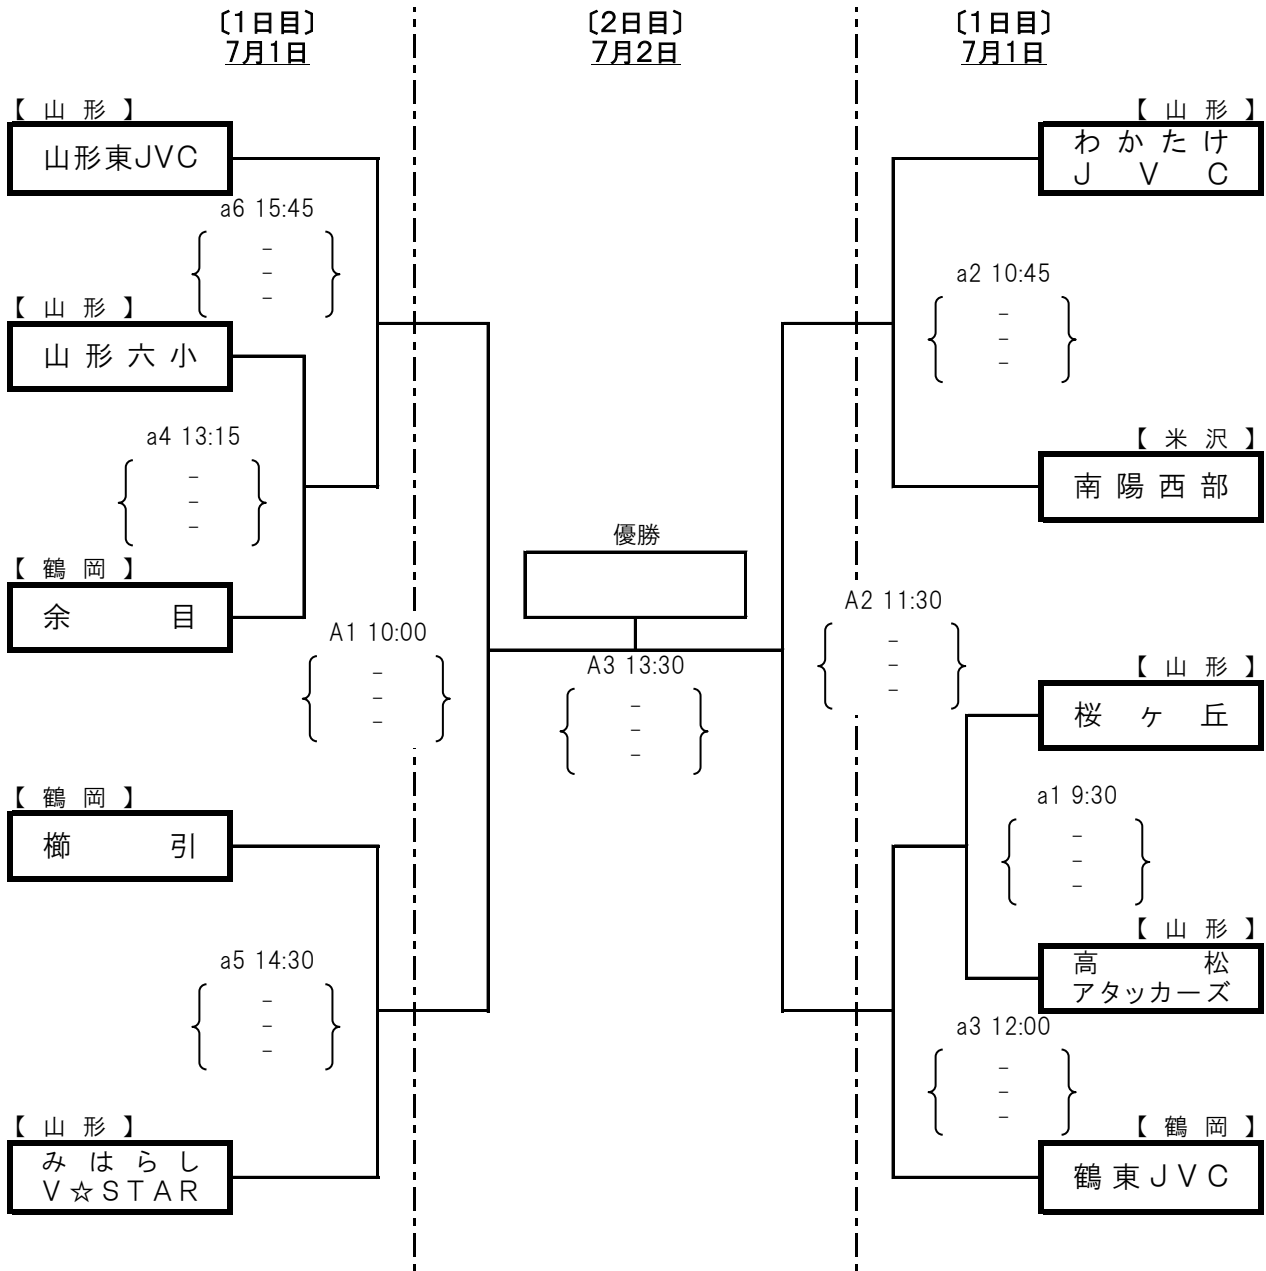 〔1日目〕
7月1日
〔2日目〕
7月2日
〔1日目〕
7月1日
【 山 形 】
山形東JVC
a6 15:45
-
-
-
【 山 形 】
山 形 六 小
a4 13:15
-
-
-
【 鶴 岡 】
余 目
A1 10:00
-
-
-
【 鶴 岡 】
櫛 引
a5 14:30
-
-
-
【 山 形 】
み は ら し
V☆STAR
優勝
A3 13:30
-
-
-
【 山 形 】
わ か た け
J V C
a2 10:45
-
-
-
【 米 沢 】
南 陽 西 部
A2 11:30
-
-
-
【 山 形 】
桜 ヶ 丘
a1 9:30
-
-
-
【 山 形 】
高 松
アタッカーズ
a3 12:00
-
-
-
【 鶴 岡 】
鶴 東 J V C